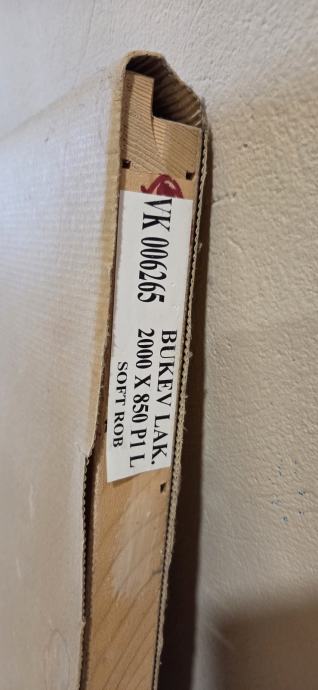 VK 006265
BUKEV LAK.
2000 X 850 P1 L
SOFT ROB